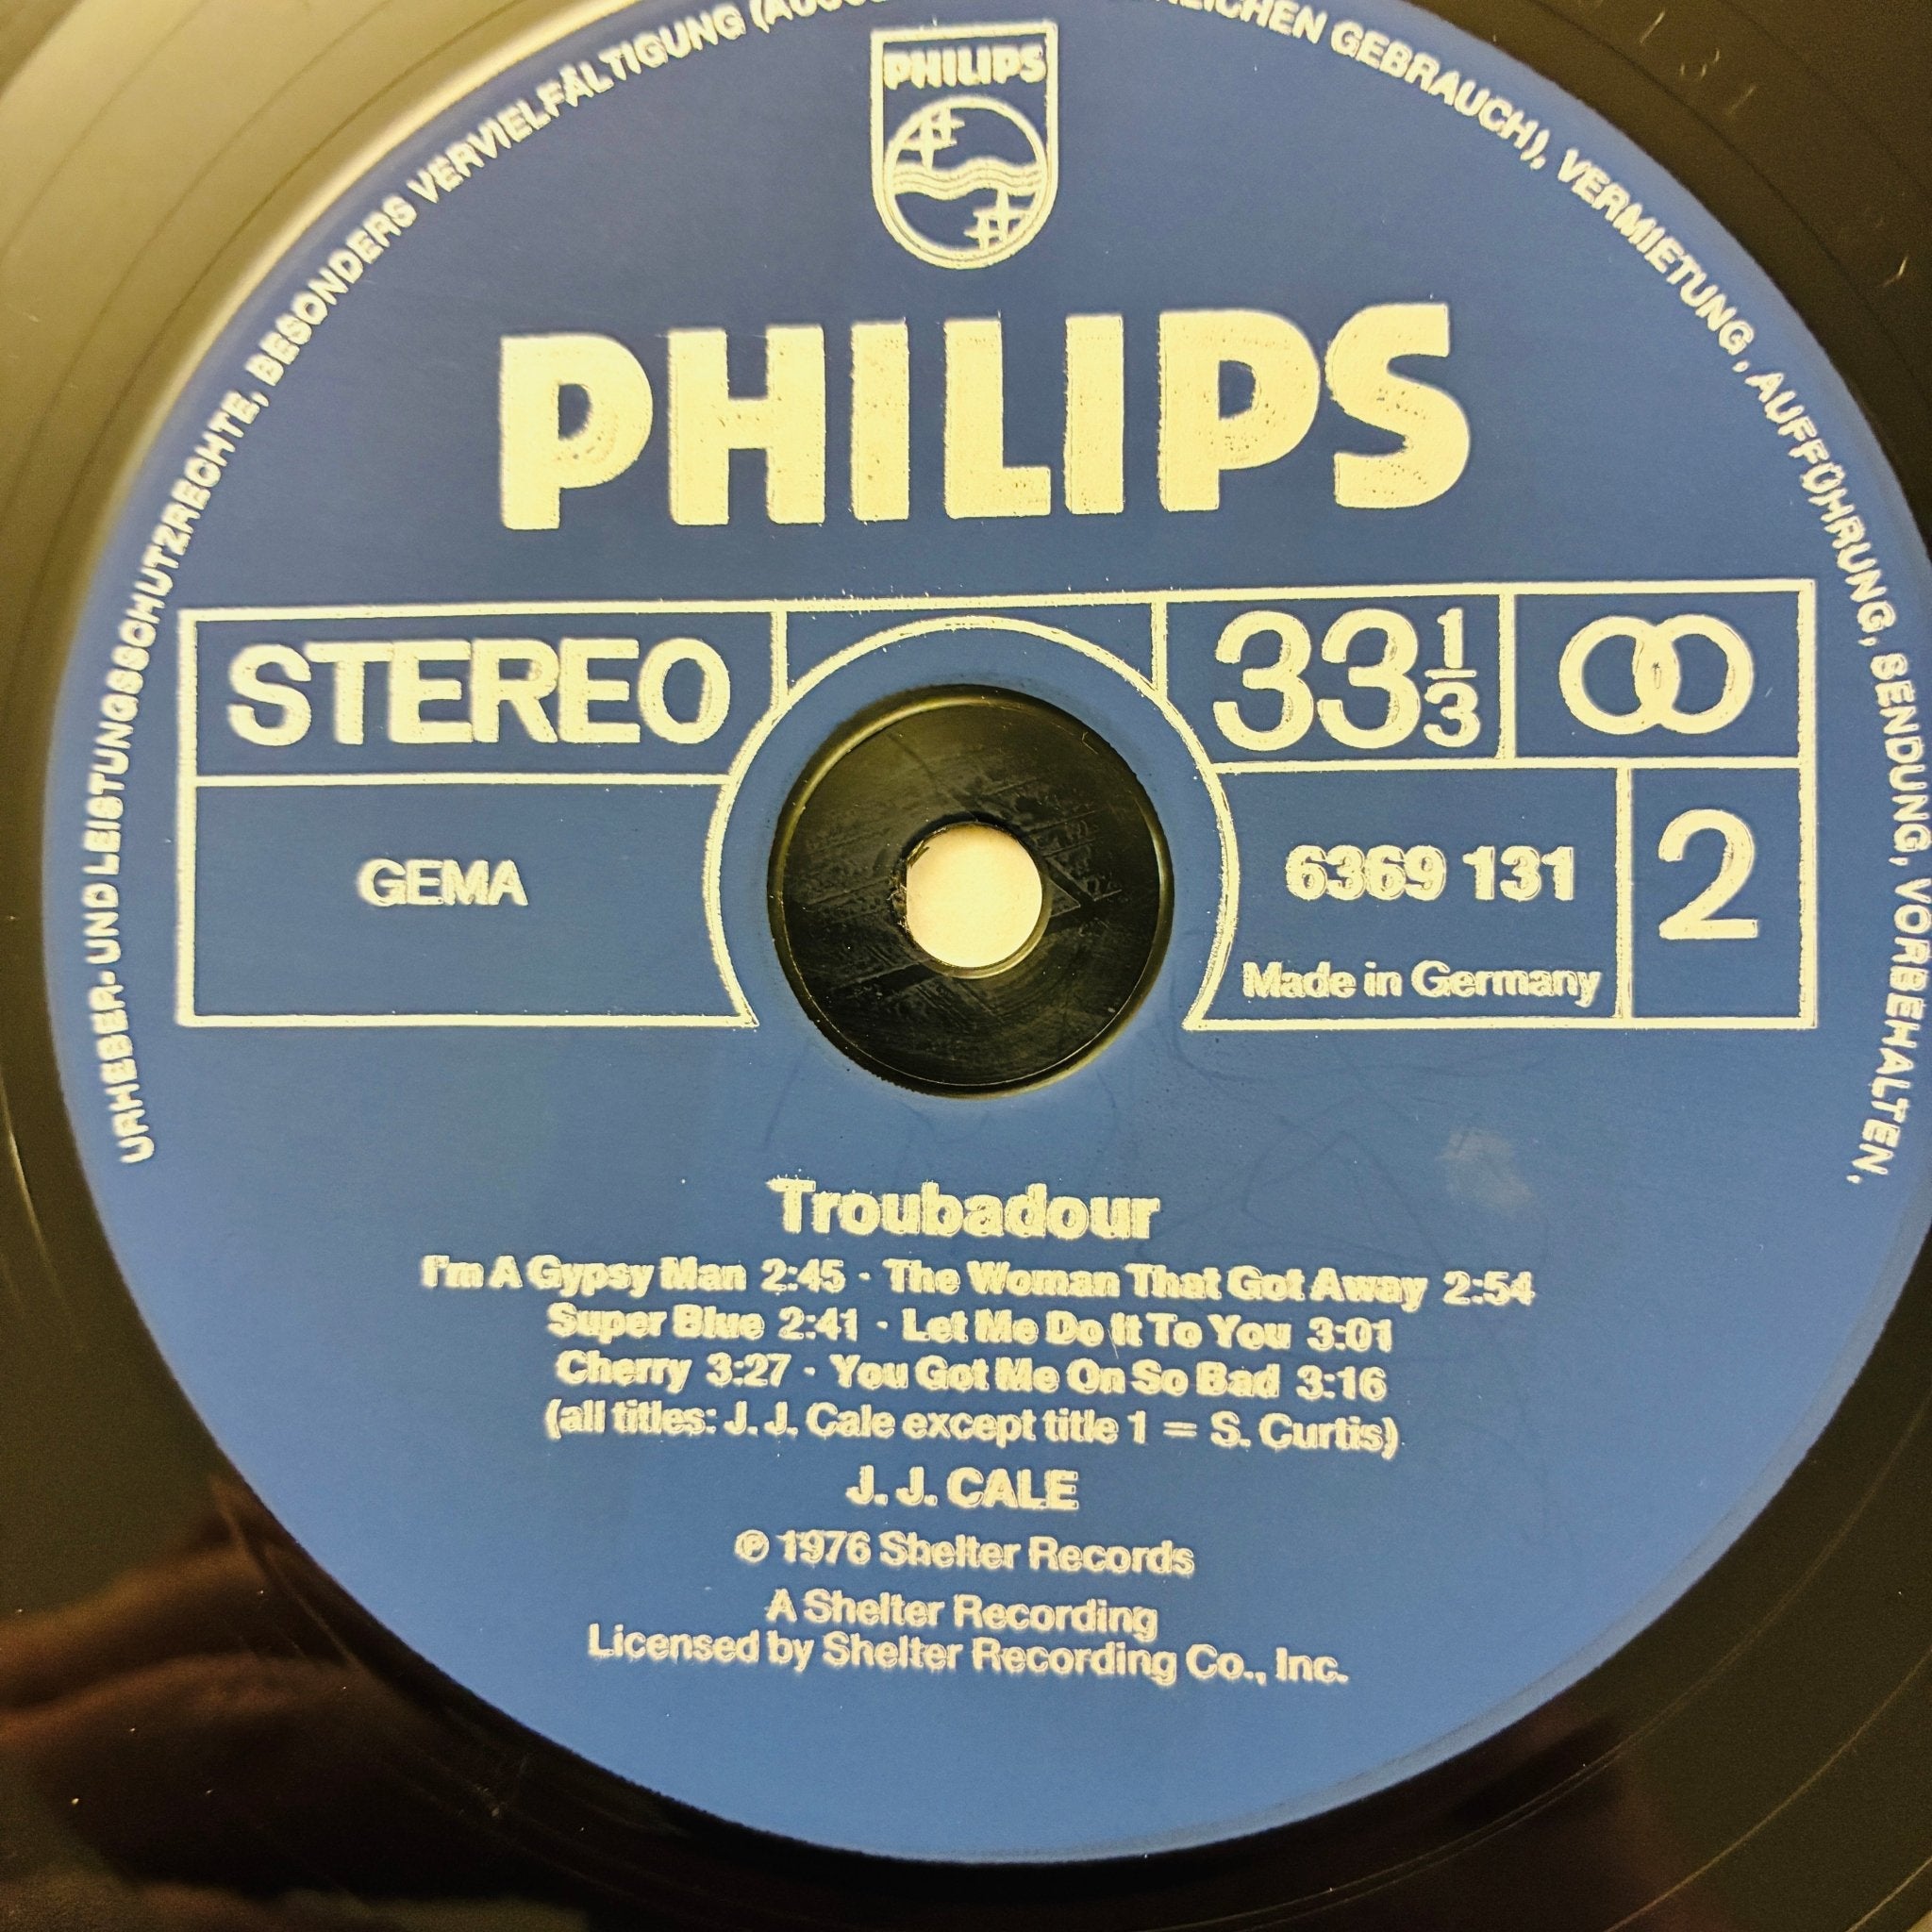 URHEBER- UND LEISTUNGSSCHUTZRECHTE, BESONDERS VERVIELFÄLTIGUNG GEBRAUCH), VERMIETUNG, AUFFÜHRUNG, SENDUNG, VORBEHALTEN.
PHILIPS
PHILIPS
STEREO
33 1/3
GEMA
6369 131
2
Made in Germany
Troubadour
I'm A Gypsy Man 2:45 · The Woman That Got Away 2:54
Super Blue 2:41 · Let Me Do It To You 3:01
Cherry 3:27 · You Got Me On So Bad 3:16
(all titles: J. J. Cale except title 1 = S. Curtis)
J. J. CALE
℗ 1976 Shelter Records
A Shelter Recording
Licensed by Shelter Recording Co., Inc.